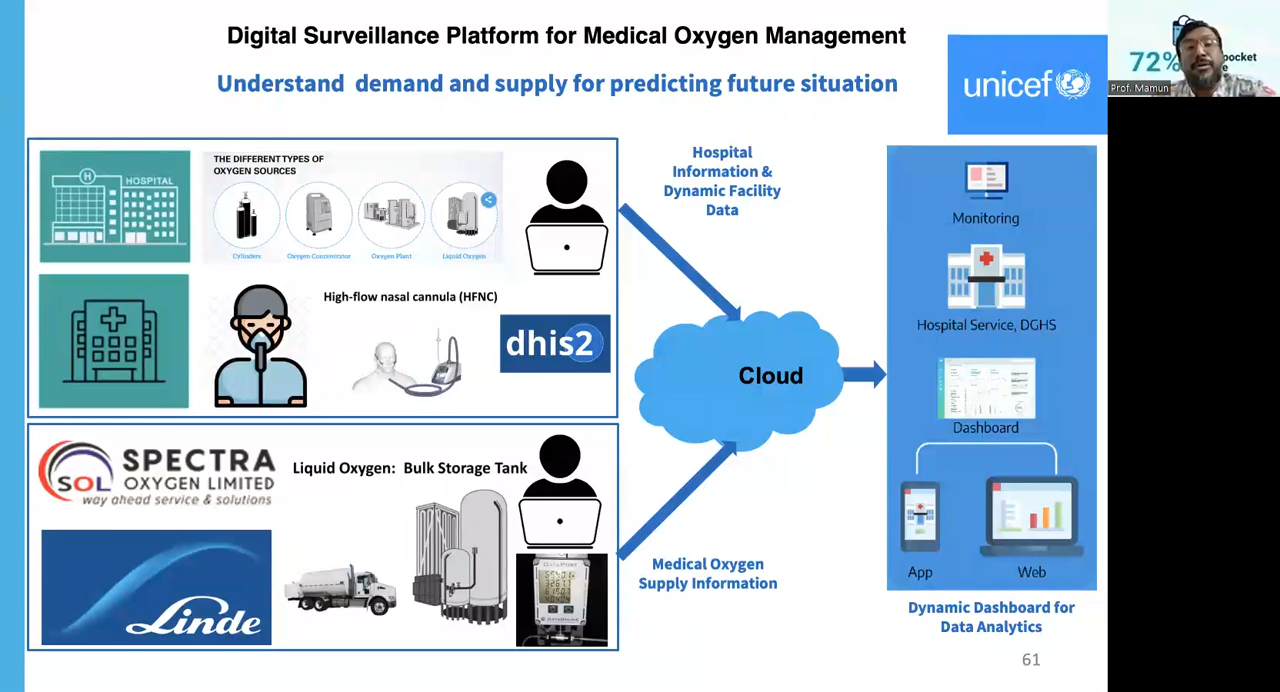 Digital Surveillance Platform for Medical Oxygen Management
Understand demand and supply for predicting future situation
unicef
72%
pocket
Prof. Mamun
THE DIFFERENT TYPES OF
OXYGEN SOURCES
H HOSPITAL
Cylinders
Oxygen Concentrator
Oxygen Plant
Liquid Oxygen
High-flow nasal cannula (HFNC)
dhis2
Hospital
Information &
Dynamic Facility
Data
Cloud
SPECTRA
SOL OXYGEN LIMITED
way ahead service & solutions
Linde
Liquid Oxygen: Bulk Storage Tank
Medical Oxygen
Supply Information
Monitoring
Hospital Service, DGHS
Dashboard
App
Web
Dynamic Dashboard for
Data Analytics
61